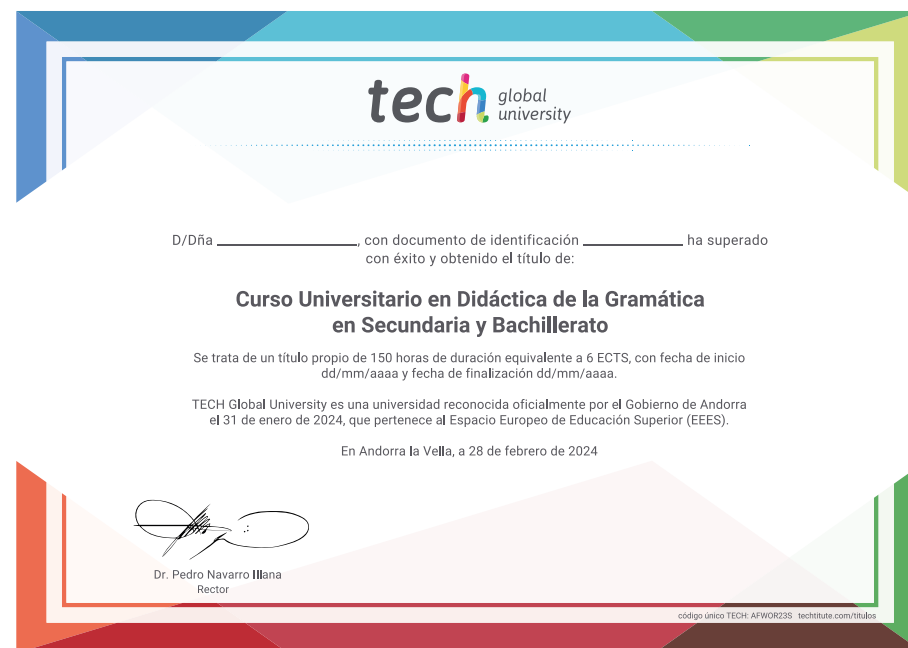 tech global
university
D/Dña ____________________, con documento de identificación ______________ ha superado
con éxito y obtenido el título de:
Curso Universitario en Didáctica de la Gramática
en Secundaria y Bachillerato
Se trata de un título propio de 150 horas de duración equivalente a 6 ECTS, con fecha de inicio
dd/mm/aaaa y fecha de finalización dd/mm/aaaa.
TECH Global University es una universidad reconocida oficialmente por el Gobierno de Andorra
el 31 de enero de 2024, que pertenece al Espacio Europeo de Educación Superior (EEES).
En Andorra la Vella, a 28 de febrero de 2024
Dr. Pedro Navarro Illana
Rector
código único TECH: AFWOR23S techtitute.com/titulos